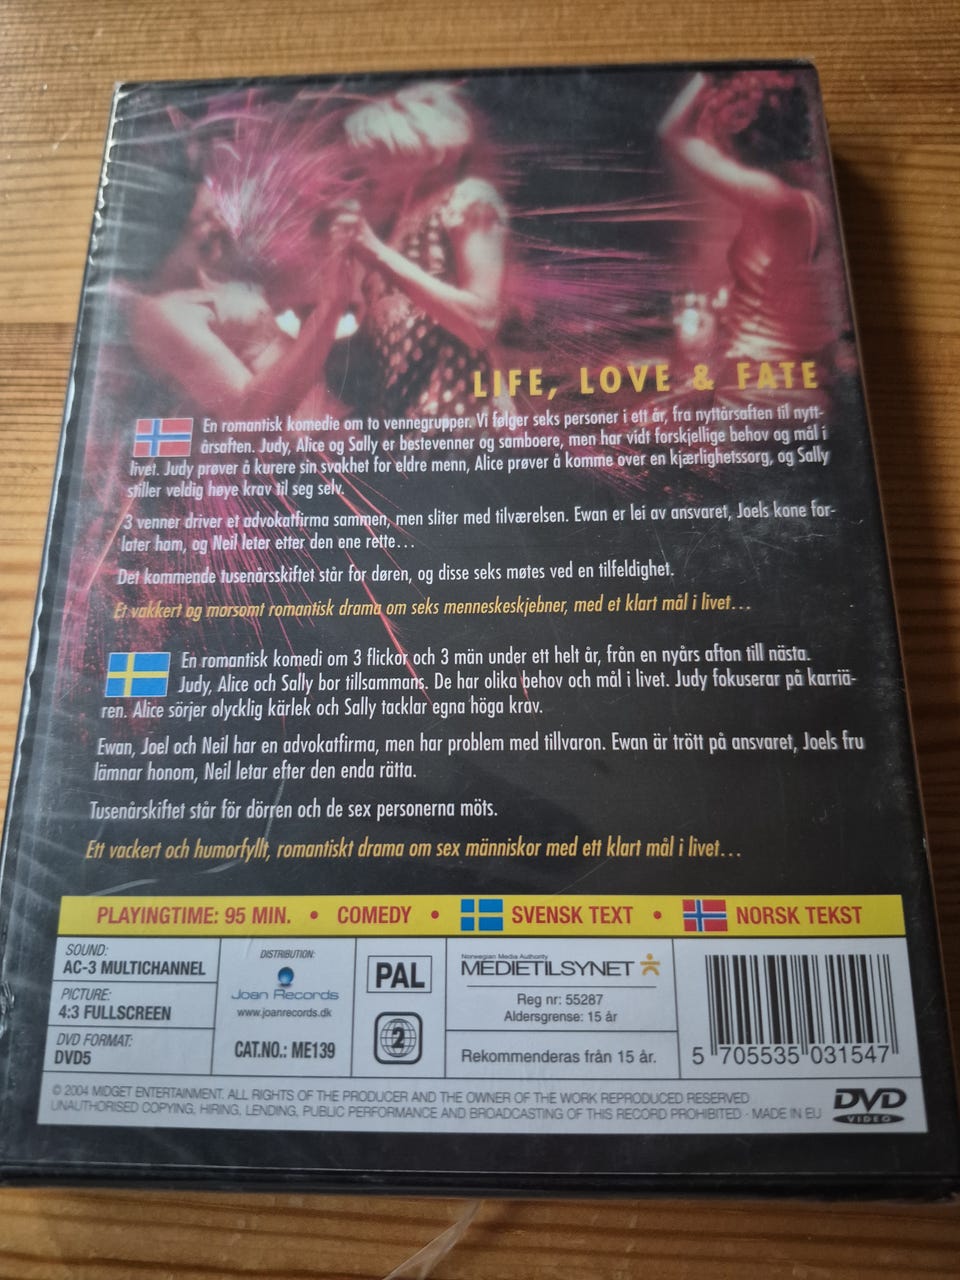 LIFE, LOVE & FATE
En romantisk komedie om to vennegrupper. Vi følger seks personer i ett år, fra nyttårsaften til nytt-
årsaften. Judy, Alice og Sally er bestevenner og samboere, men har vidt forskjellige behov og mål i
livet. Judy prøver å kurere sin svakhet for eldre menn, Alice prøver å komme over en kjærlighetssorg, og Sally
stiller veldig høye krav til seg selv.
3 venner driver et advokatfirma sammen, men sliter med tilværelsen. Ewan er lei av ansvaret, Joels kone for-
later ham, og Neil leter etter den ene rette...
Det kommende tusenårsskiftet står for døren, og disse seks møtes ved en tilfeldighet.
Et vakkert og morsomt romantisk drama om seks menneskeskjebner, med et klart mål i livet...
En romantisk komedi om 3 flickor och 3 män under ett helt år, från en nyårs afton till nästa.
Judy, Alice och Sally bor tillsammans. De har olika behov och mål i livet. Judy fokuserar på karriä-
ren. Alice sörjer olycklig kärlek och Sally tacklar egna höga krav.
Ewan, Joel och Neil har en advokatfirma, men har problem med tillvaron. Ewan är trött på ansvaret, Joels fru
lämnar honom, Neil letar efter den enda rätta.
Tusenårskiftet står för dörren och de sex personerna möts.
Ett vackert och humorfyllt, romantiskt drama om sex människor med ett klart mål i livet...
PLAYINGTIME: 95 MIN. • COMEDY • SVENSK TEXT • NORSK TEKST
SOUND:
AC-3 MULTICHANNEL
PICTURE:
4:3 FULLSCREEN
DVD FORMAT:
DVD5
DISTRIBUTION:
Joan Records
www.joanrecords.dk
CAT.NO.: ME139
PAL
2
Norwegian Media Authority
MEDIETILSYNET
Reg nr: 55287
Aldersgrense: 15 år
Rekommenderas från 15 år.
5 705535 031547
© 2004 MIDGET ENTERTAINMENT. ALL RIGHTS OF THE PRODUCER AND THE OWNER OF THE WORK REPRODUCED RESERVED
UNAUTHORISED COPYING, HIRING, LENDING, PUBLIC PERFORMANCE AND BROADCASTING OF THIS RECORD PROHIBITED · MADE IN EU
DVD
VIDEO